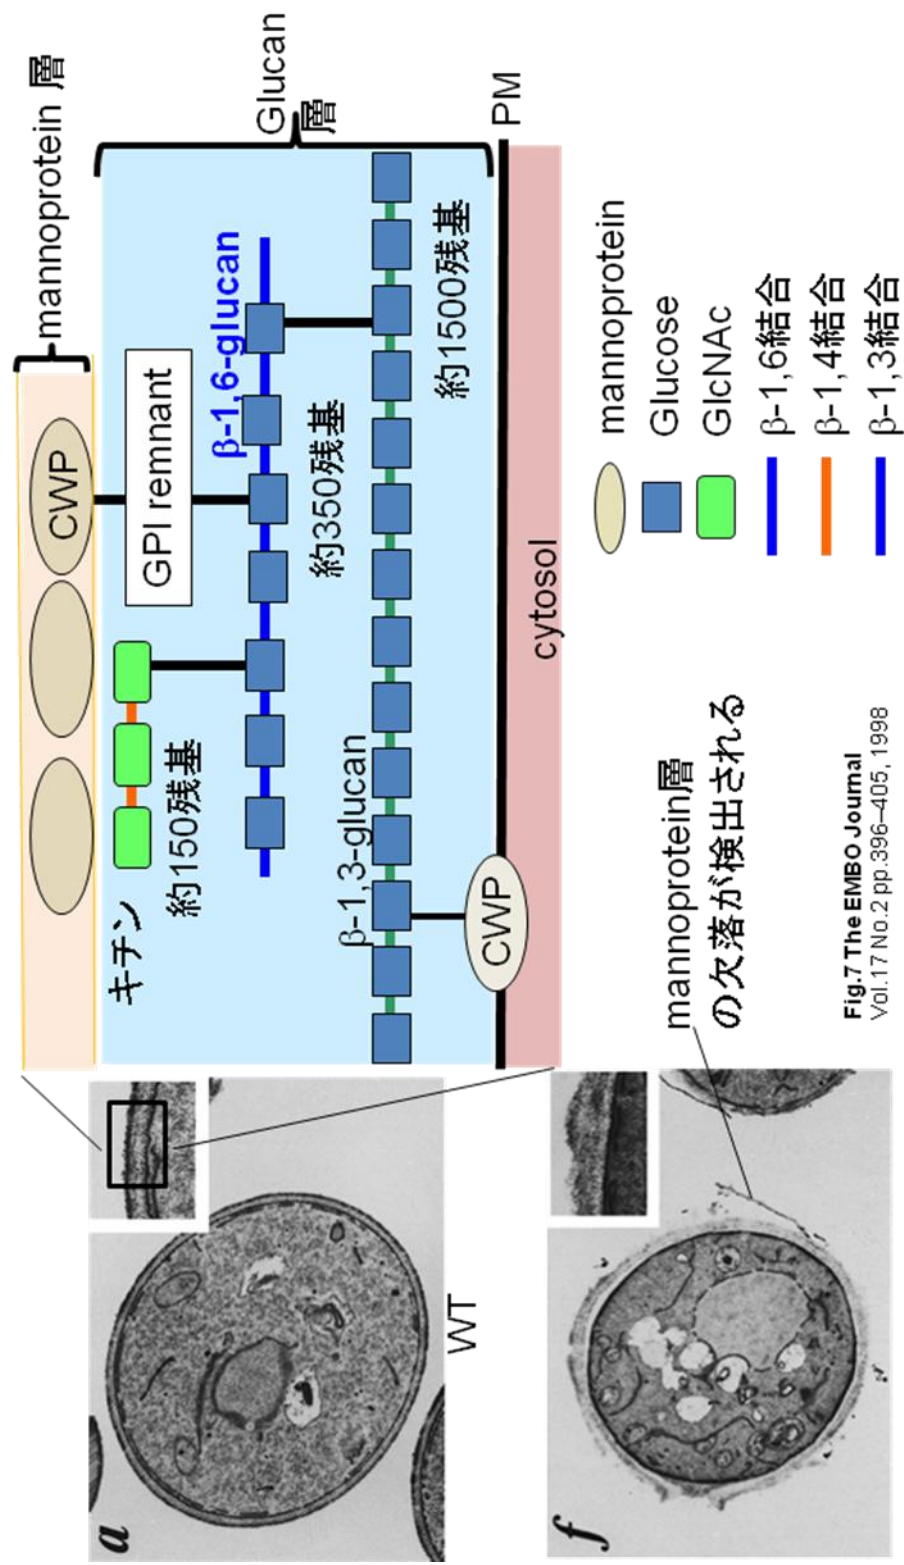 mannoprotein 層
CWP
キチン
約150残基
GPI remnant
Glucan
層
β-1,6-glucan
約350残基
β-1,3-glucan
約1500残基
CWP
PM
cytosol
a
WT
f
mannoprotein層
の欠落が検出される
mannoprotein
Glucose
GlcNAc
β-1,6結合
β-1,4結合
β-1,3結合
Fig.7 The EMBO Journal
Vol.17 No.2 pp.396–405, 1998